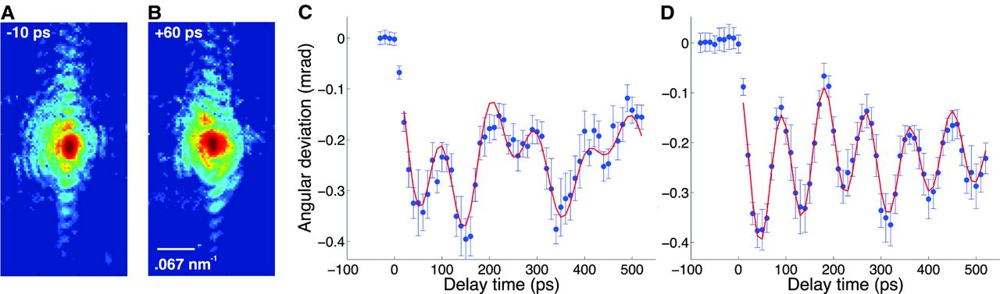 A
-10 ps
B
+60 ps
.067 nm-1
C
Angular deviation (mrad)
0
−0.1
−0.2
−0.3
−0.4
−100 0 100 200 300 400 500
Delay time (ps)
D
0
−0.1
−0.2
−0.3
−0.4
−100 0 100 200 300 400 500
Delay time (ps)